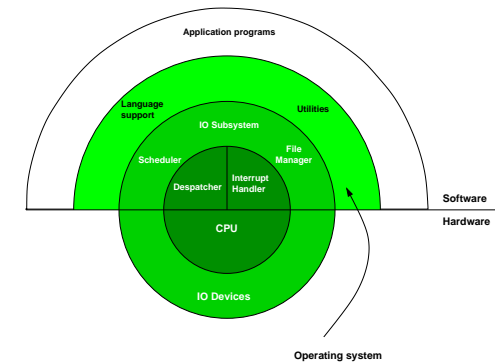 Application programs
Language
support
Utilities
IO Subsystem
Scheduler
File
Manager
Despatcher
Interrupt
Handler
Software
Hardware
CPU
IO Devices
Operating system